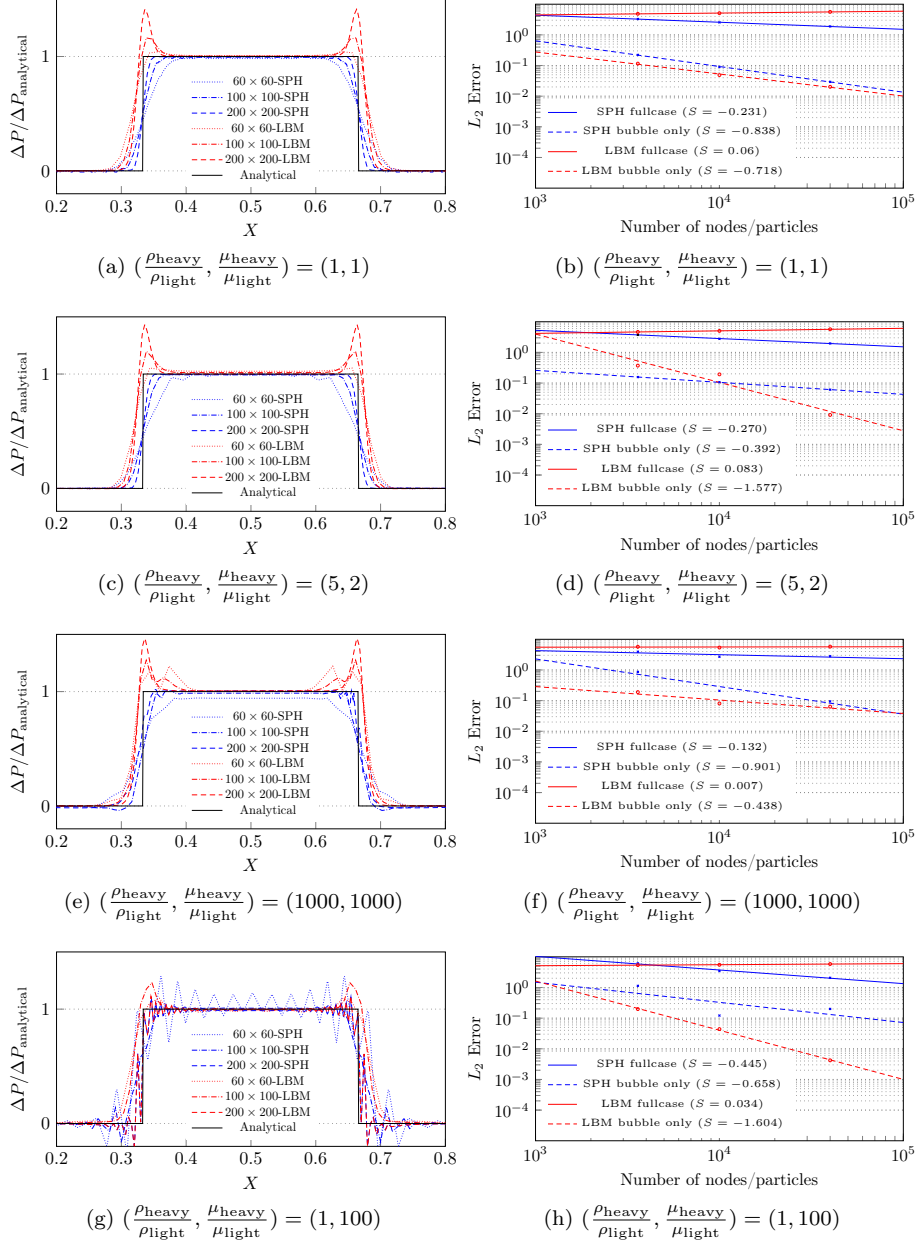 1
0
ΔP/ΔP_analytical
60 × 60-SPH
100 × 100-SPH
200 × 200-SPH
60 × 60-LBM
100 × 100-LBM
200 × 200-LBM
Analytical
0.2 0.3 0.4 0.5 0.6 0.7 0.8
X
(a) (ρ_heavy/ρ_light, μ_heavy/μ_light) = (1, 1)
10^0
10^−1
10^−2
10^−3
10^−4
L_2 Error
SPH fullcase (S = −0.231)
SPH bubble only (S = −0.838)
LBM fullcase (S = 0.06)
LBM bubble only (S = −0.718)
10^3 10^4 10^5
Number of nodes/particles
(b) (ρ_heavy/ρ_light, μ_heavy/μ_light) = (1, 1)
1
0
ΔP/ΔP_analytical
60 × 60-SPH
100 × 100-SPH
200 × 200-SPH
60 × 60-LBM
100 × 100-LBM
200 × 200-LBM
Analytical
0.2 0.3 0.4 0.5 0.6 0.7 0.8
X
(c) (ρ_heavy/ρ_light, μ_heavy/μ_light) = (5, 2)
10^0
10^−1
10^−2
10^−3
10^−4
L_2 Error
SPH fullcase (S = −0.270)
SPH bubble only (S = −0.392)
LBM fullcase (S = 0.083)
LBM bubble only (S = −1.577)
10^3 10^4 10^5
Number of nodes/particles
(d) (ρ_heavy/ρ_light, μ_heavy/μ_light) = (5, 2)
1
0
ΔP/ΔP_analytical
60 × 60-SPH
100 × 100-SPH
200 × 200-SPH
60 × 60-LBM
100 × 100-LBM
200 × 200-LBM
Analytical
0.2 0.3 0.4 0.5 0.6 0.7 0.8
X
(e) (ρ_heavy/ρ_light, μ_heavy/μ_light) = (1000, 1000)
10^0
10^−1
10^−2
10^−3
10^−4
L_2 Error
SPH fullcase (S = −0.132)
SPH bubble only (S = −0.901)
LBM fullcase (S = 0.007)
LBM bubble only (S = −0.438)
10^3 10^4 10^5
Number of nodes/particles
(f) (ρ_heavy/ρ_light, μ_heavy/μ_light) = (1000, 1000)
1
0
ΔP/ΔP_analytical
60 × 60-SPH
100 × 100-SPH
200 × 200-SPH
60 × 60-LBM
100 × 100-LBM
200 × 200-LBM
Analytical
0.2 0.3 0.4 0.5 0.6 0.7 0.8
X
(g) (ρ_heavy/ρ_light, μ_heavy/μ_light) = (1, 100)
10^0
10^−1
10^−2
10^−3
10^−4
L_2 Error
SPH fullcase (S = −0.445)
SPH bubble only (S = −0.658)
LBM fullcase (S = 0.034)
LBM bubble only (S = −1.604)
10^3 10^4 10^5
Number of nodes/particles
(h) (ρ_heavy/ρ_light, μ_heavy/μ_light) = (1, 100)